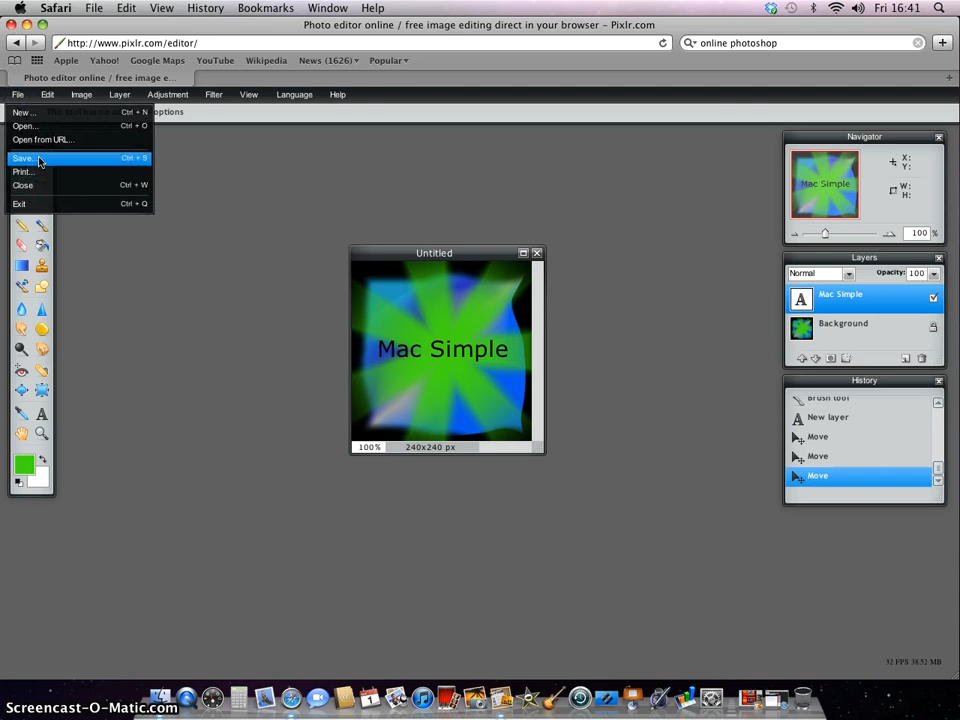 Safari File Edit View History Bookmarks Window Help Fri 16:41
Photo editor online / free image editing direct in your browser – Pixlr.com
http://www.pixlr.com/editor/ online photoshop
Apple Yahoo! Google Maps YouTube Wikipedia News (1626) Popular
Photo editor online / free image e...
File Edit Image Layer Adjustment Filter View Language Help
New ... Ctrl + N
options
Open... Ctrl + O
Open from URL...
Save... Ctrl + S
Print...
Close Ctrl + W
Exit Ctrl + Q
Navigator
Mac Simple
X:
Y:
W:
H:
100 %
Untitled
Mac Simple
100% 240x240 px
Layers
Normal Opacity: 100
A Mac Simple
Background
History
Brush tool
New layer
Move
Move
Move
32 FPS 38.52 MB
Screencast-O-Matic.com